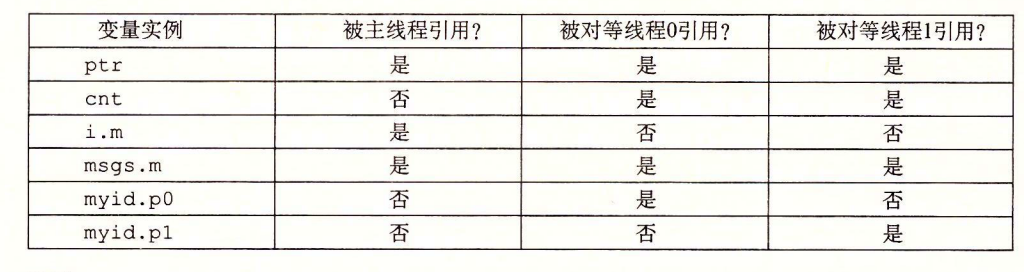 变量实例 被主线程引用? 被对等线程0引用? 被对等线程1引用?
ptr 是 是 是
cnt 否 是 是
i.m 是 否 否
msgs.m 是 是 是
myid.p0 否 是 否
myid.p1 否 否 是